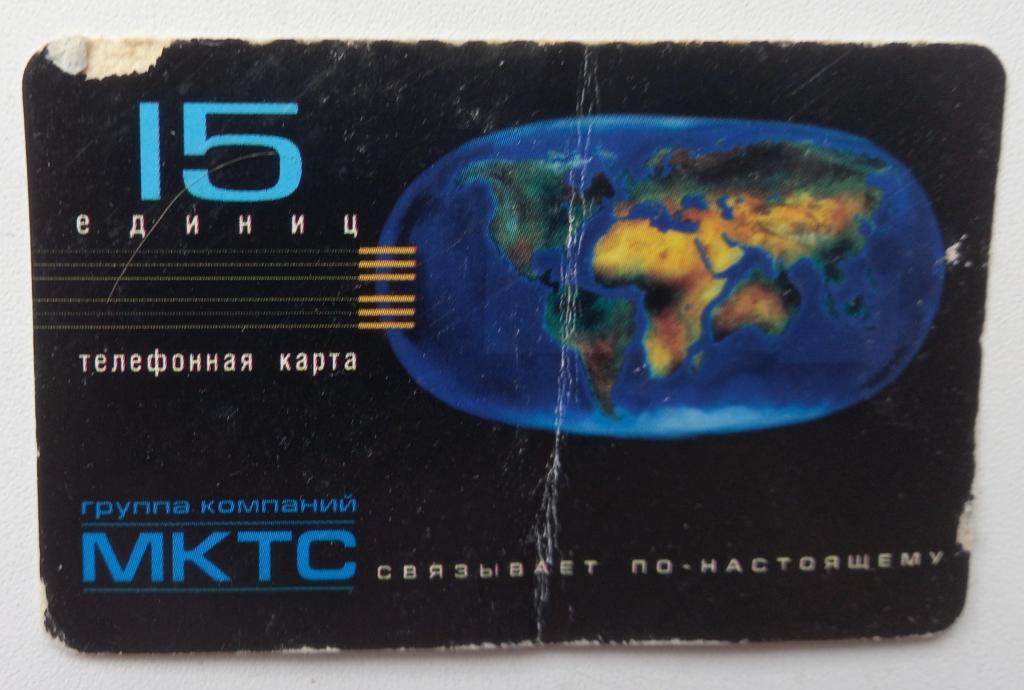 15
единиц
телефонная карта
группа компаний
МКТС
СВЯЗЫВАЕТ ПО-НАСТОЯЩЕМУ